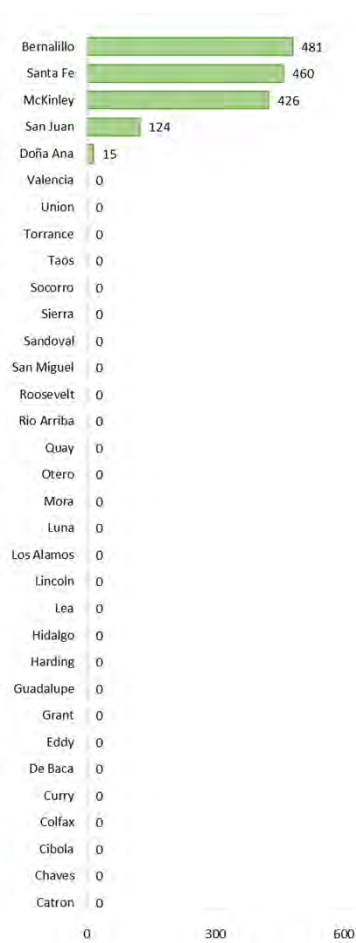 Bernalillo 481
Santa Fe 460
McKinley 426
San Juan 124
Doña Ana 15
Valencia 0
Union 0
Torrance 0
Taos 0
Socorro 0
Sierra 0
Sandoval 0
San Miguel 0
Roosevelt 0
Rio Arriba 0
Quay 0
Otero 0
Mora 0
Luna 0
Los Alamos 0
Lincoln 0
Lea 0
Hidalgo 0
Harding 0
Guadalupe 0
Grant 0
Eddy 0
De Baca 0
Curry 0
Colfax 0
Cibola 0
Chaves 0
Catron 0
0 300 600